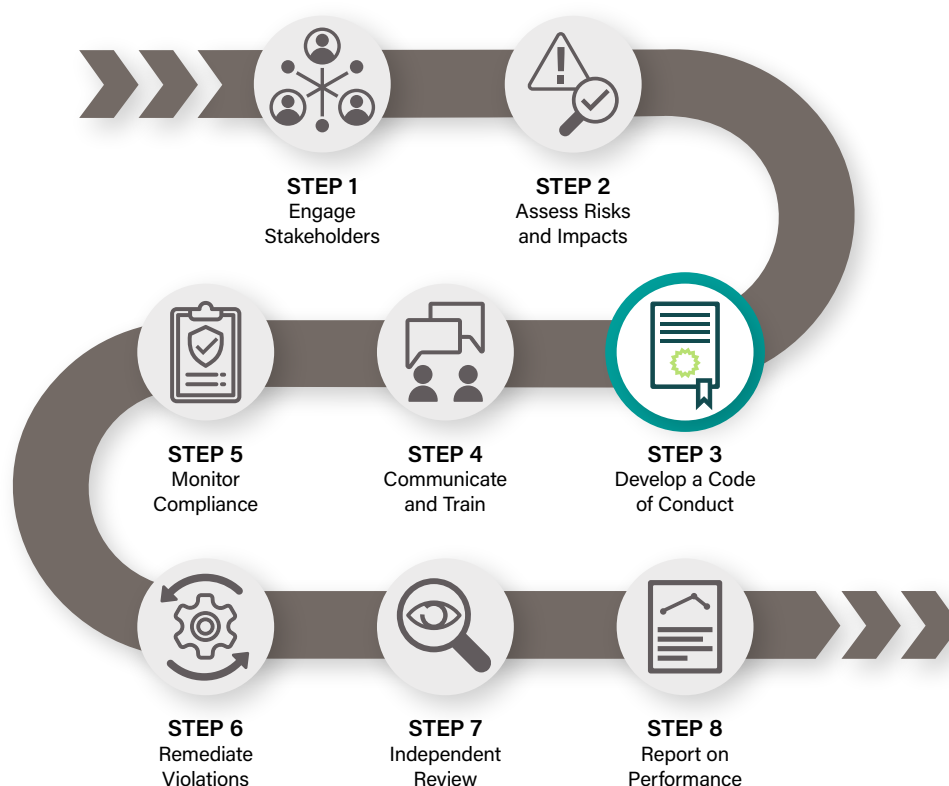 STEP 1
Engage
Stakeholders
STEP 2
Assess Risks
and Impacts
STEP 3
Develop a Code
of Conduct
STEP 4
Communicate
and Train
STEP 5
Monitor
Compliance
STEP 6
Remediate
Violations
STEP 7
Independent
Review
STEP 8
Report on
Performance